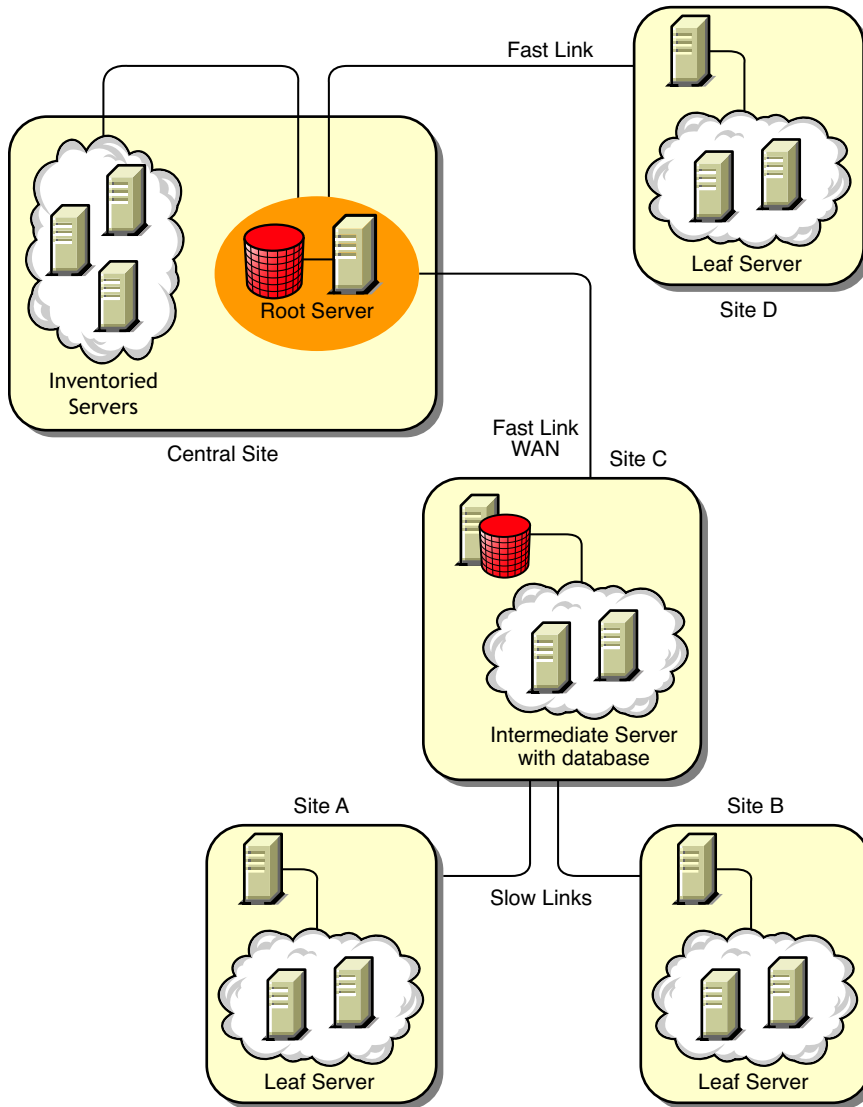 Fast Link
Leaf Server
Site D
Root Server
Inventoried
Servers
Central Site
Fast Link
WAN
Site C
Intermediate Server
with database
Site A
Site B
Slow Links
Leaf Server
Leaf Server